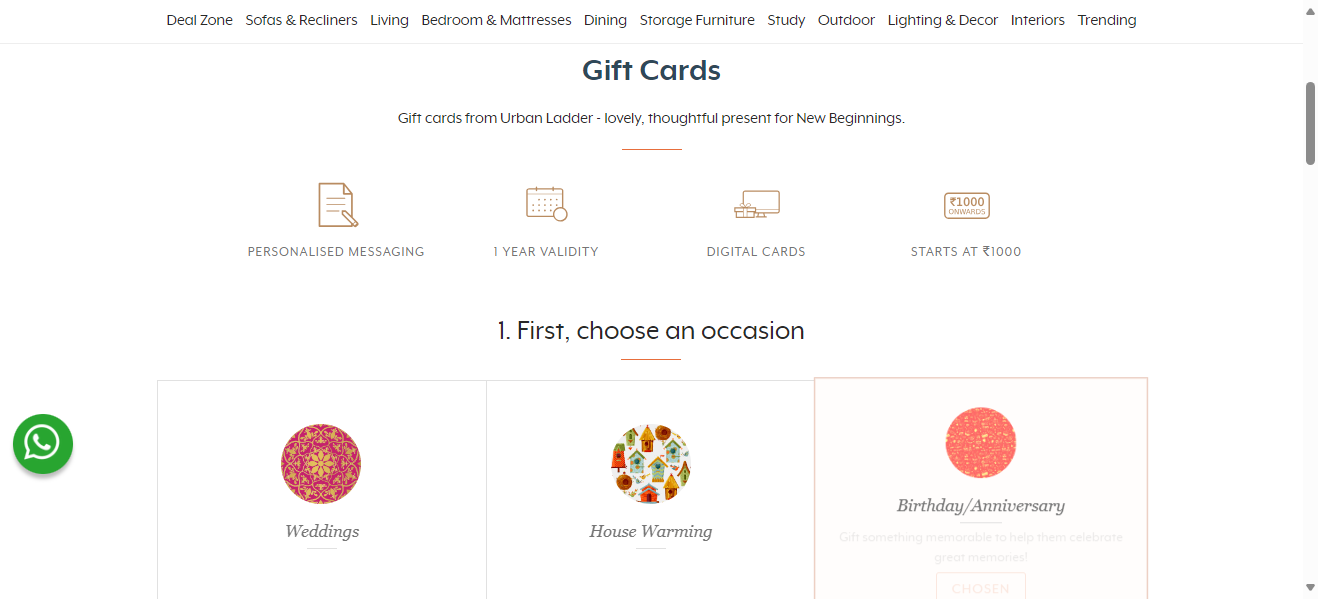 Deal Zone Sofas & Recliners Living Bedroom & Mattresses Dining Storage Furniture Study Outdoor Lighting & Decor Interiors Trending
Gift Cards
Gift cards from Urban Ladder - lovely, thoughtful present for New Beginnings.
₹1000
ONWARDS
PERSONALISED MESSAGING 1 YEAR VALIDITY DIGITAL CARDS STARTS AT ₹1000
1. First, choose an occasion
Weddings
House Warming
Birthday/Anniversary
Gift something memorable to help them celebrate
great memories!
CHOSEN